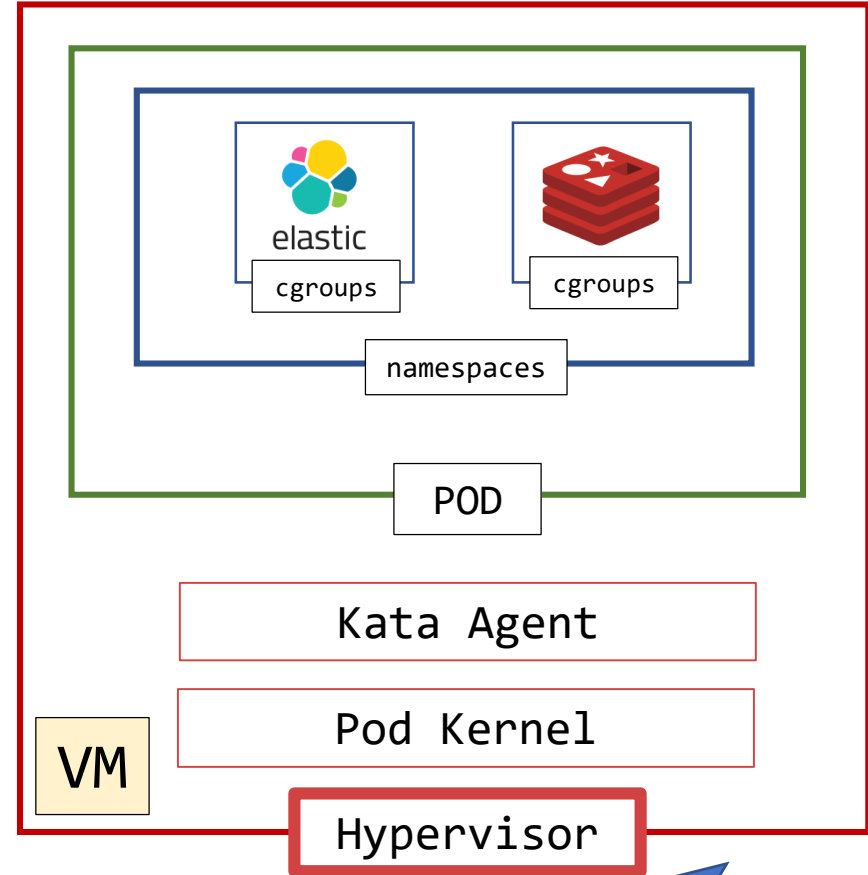 elastic
cgroups
cgroups
namespaces
POD
Kata Agent
Pod Kernel
VM
Hypervisor